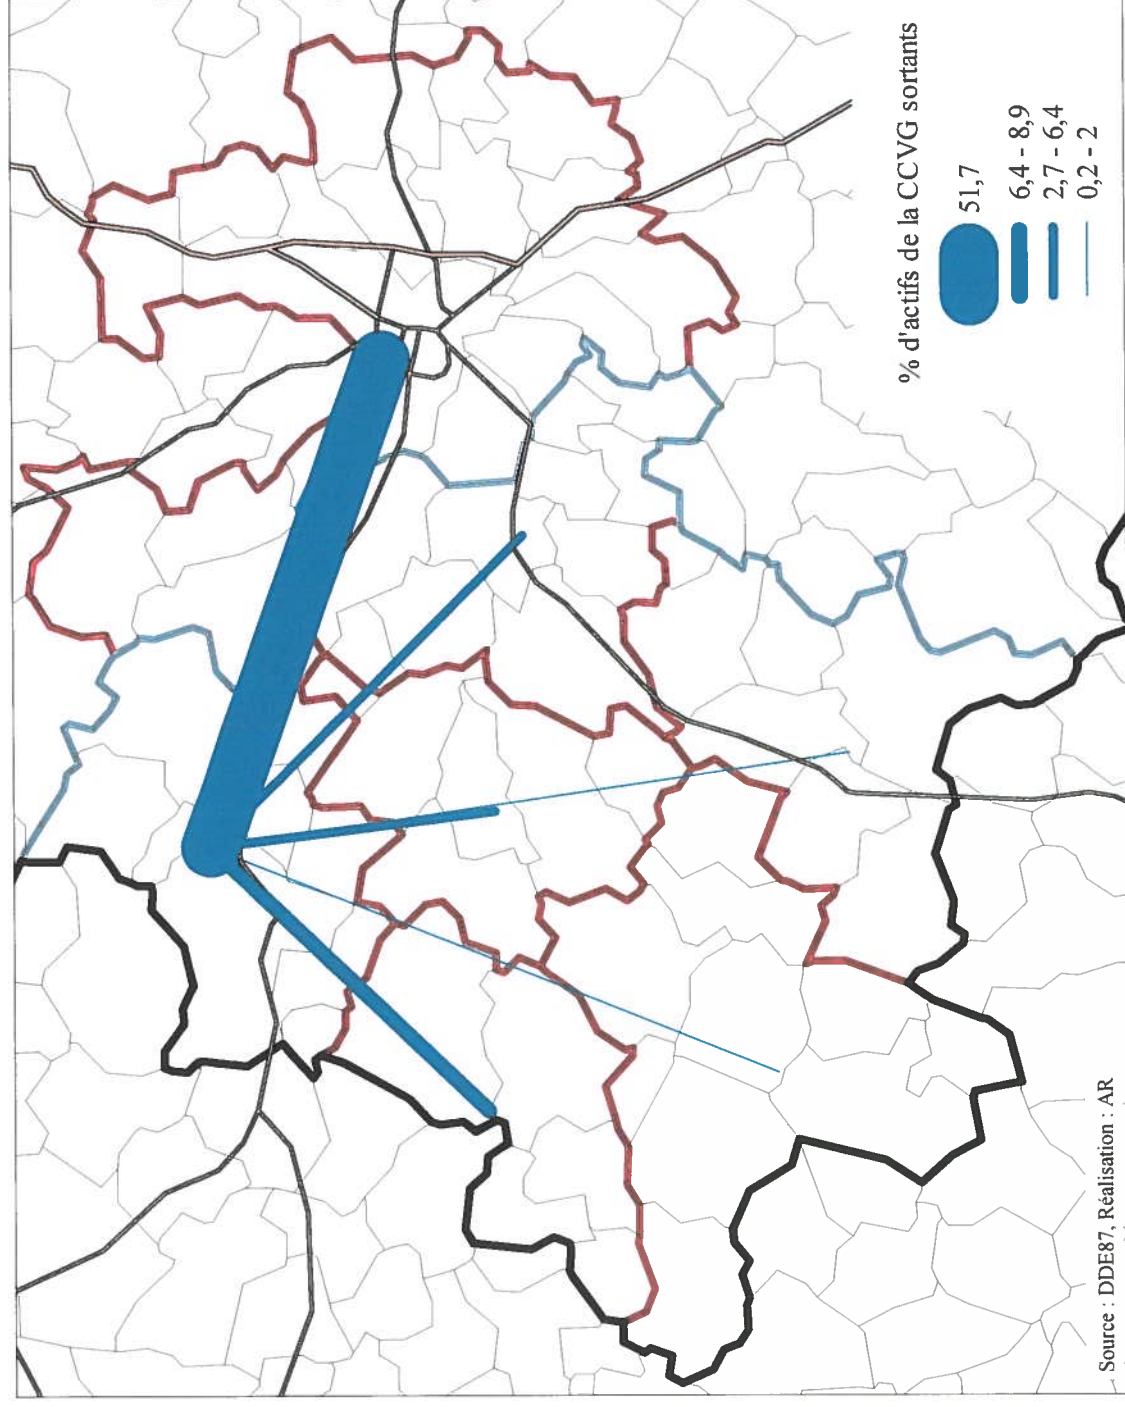 % d'actifs de la CCVG sortants
51,7
6,4 - 8,9
2,7 - 6,4
0,2 - 2
Source : DDE87, Réalisation : AR